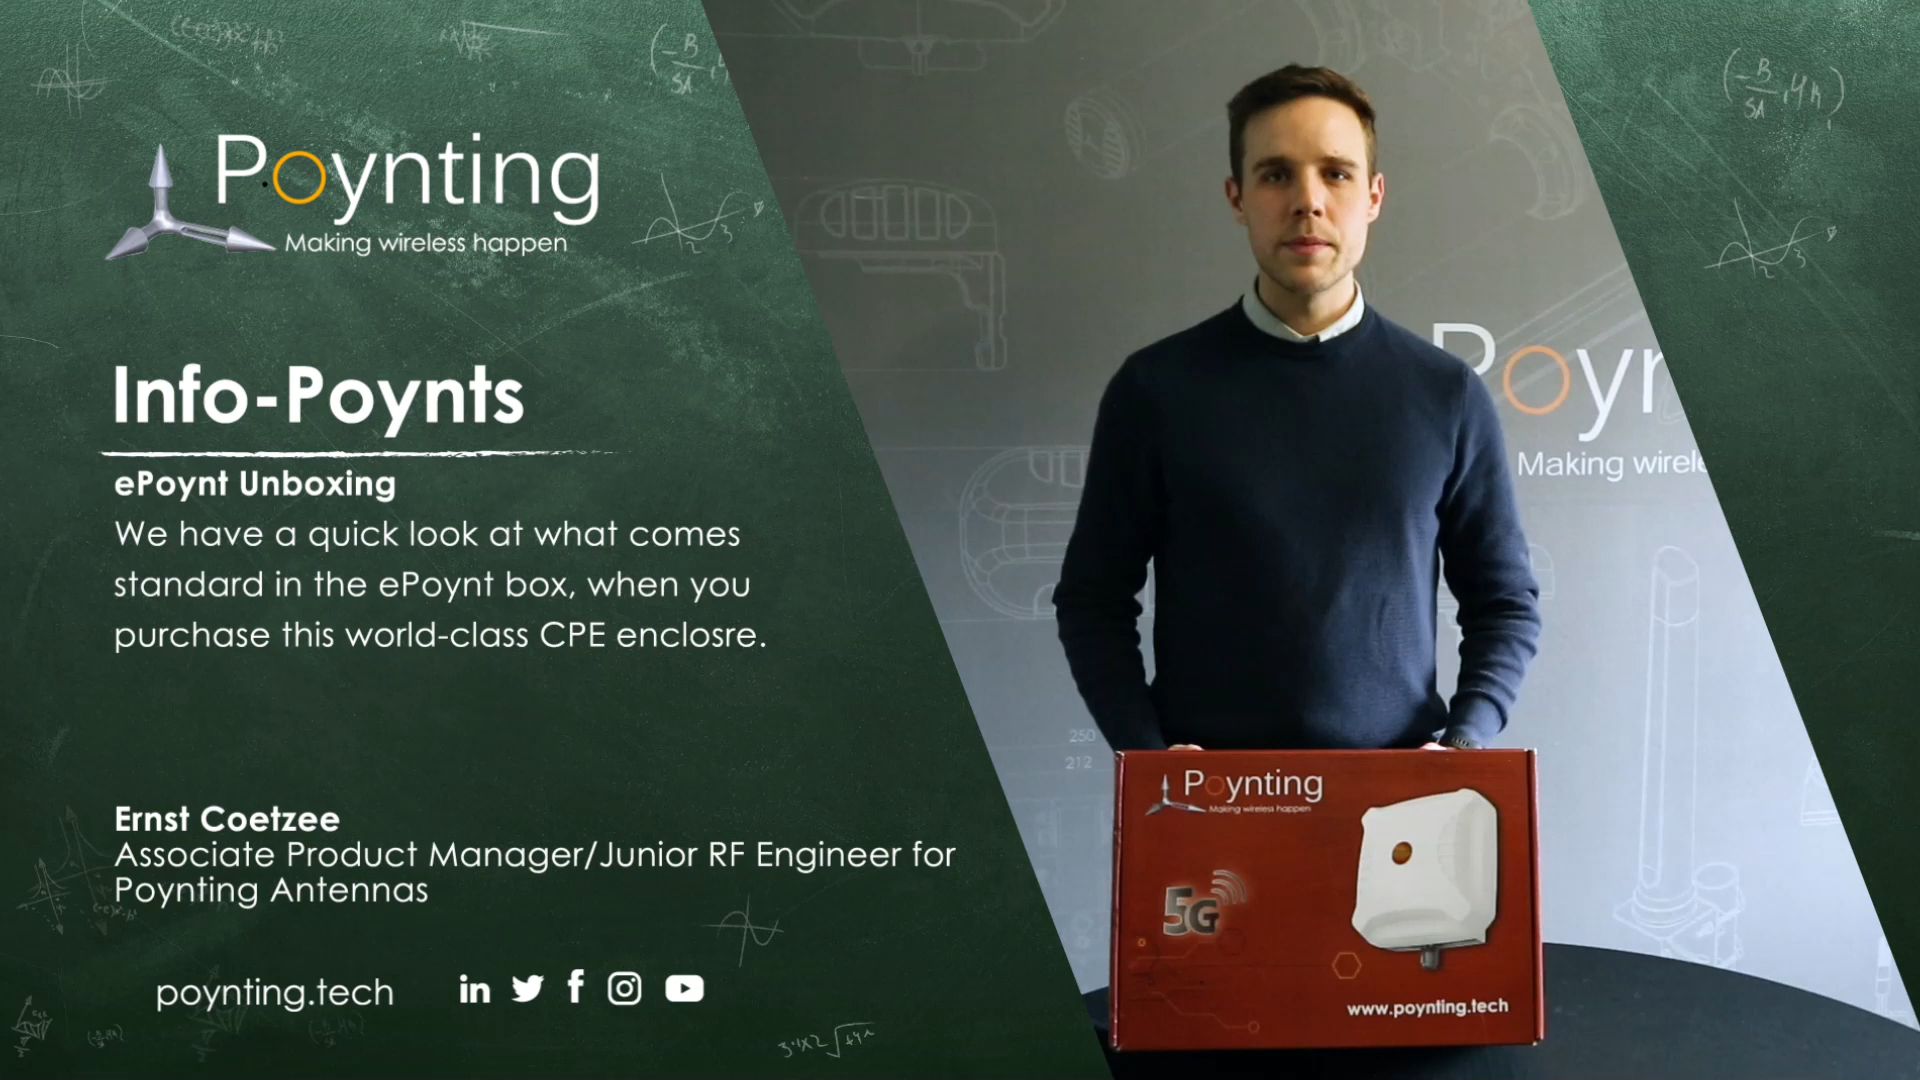 Poynting
Making wireless happen
Info-Poynts
ePoynt Unboxing
We have a quick look at what comes
standard in the ePoynt box, when you
purchase this world-class CPE enclosre.
Ernst Coetzee
Associate Product Manager/Junior RF Engineer for
Poynting Antennas
poynting.tech
Poyn
Making wirele
250
212
Poynting
Making wireless happen
5G
www.poynting.tech